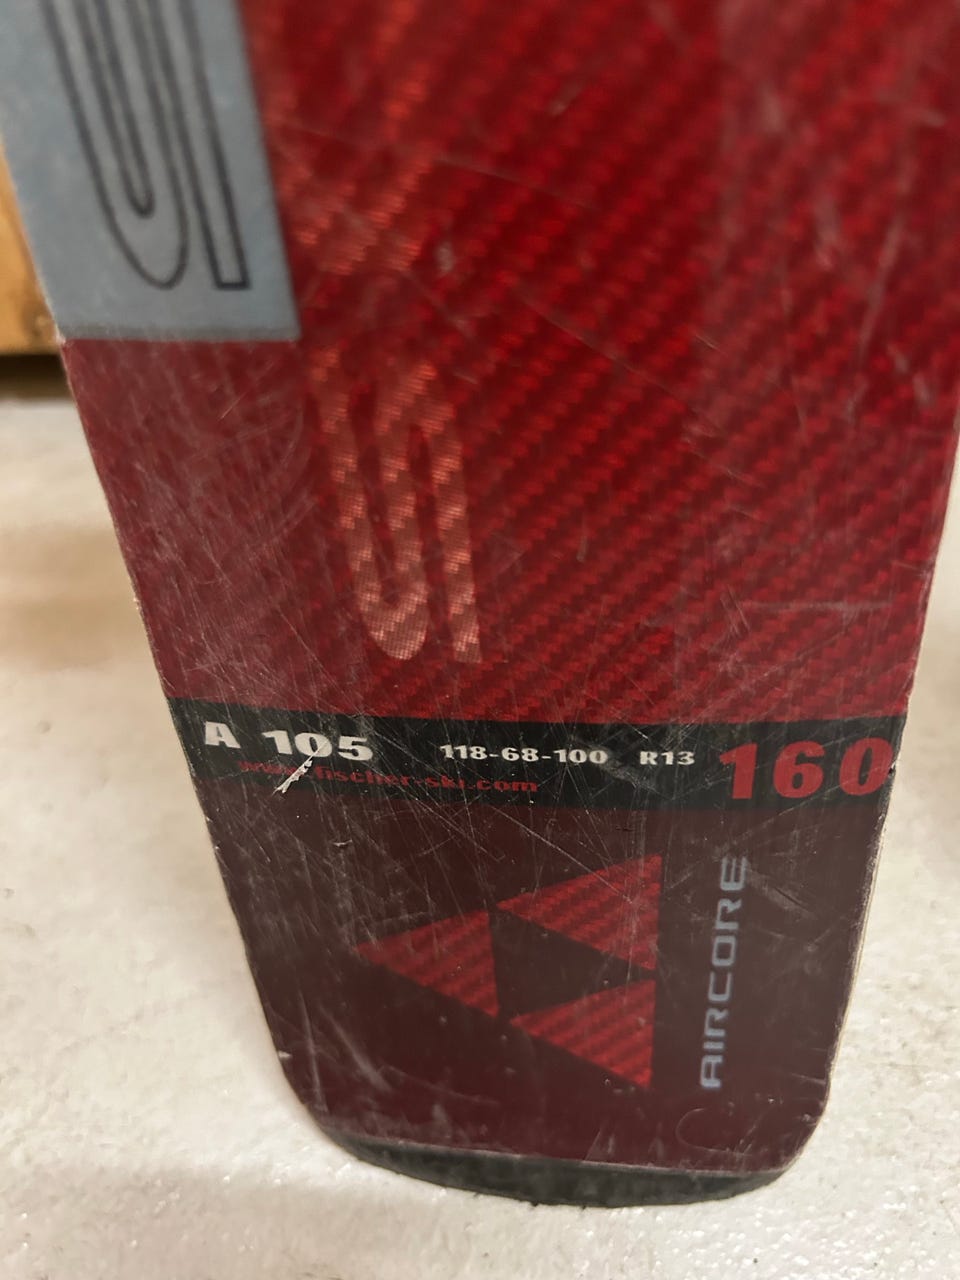 A 105 118-68-100 R13 160
www.fischer-ski.com
AIRCORE